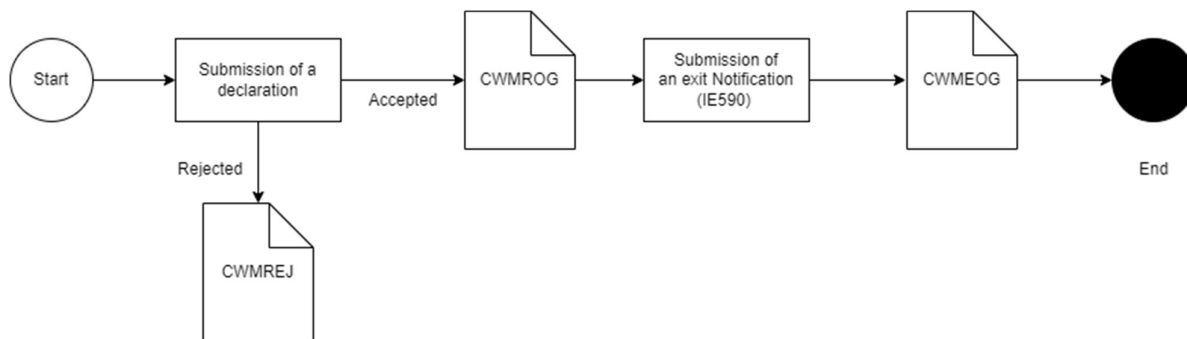 Start
Submission of a
declaration
Accepted
CWMROG
Submission of
an exit Notification
(IE590)
CWMEOG
End
Rejected
CWMREJ